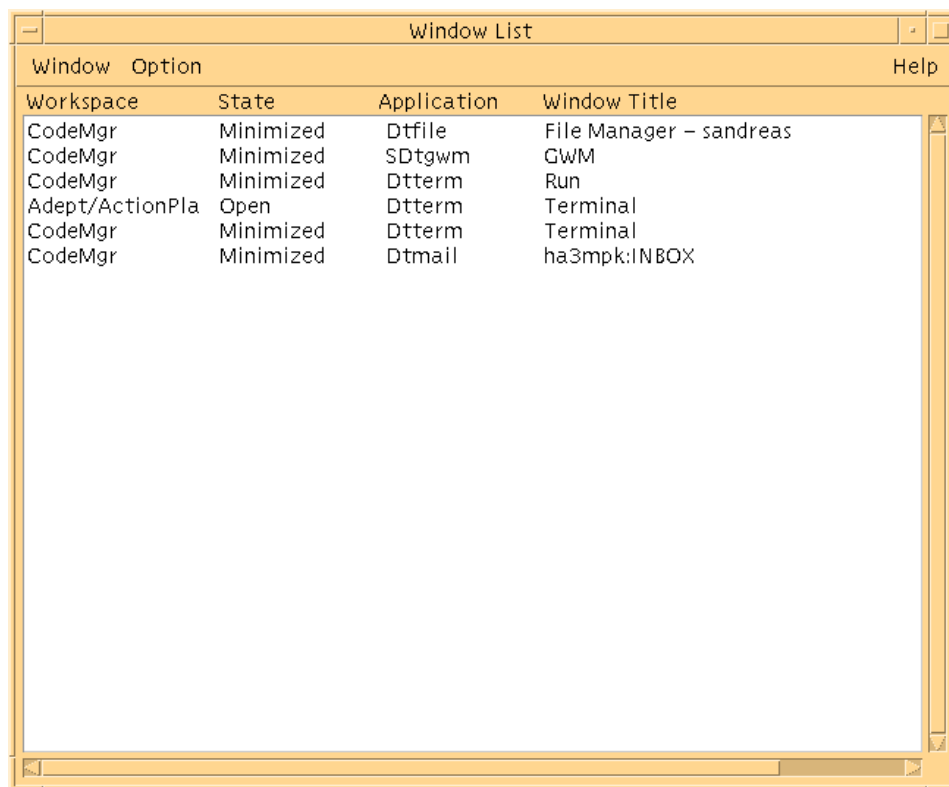 Window List
Window Option Help
Workspace State Application Window Title
CodeMgr Minimized Dtfile File Manager – sandreas
CodeMgr Minimized SDtgwm GWM
CodeMgr Minimized Dtterm Run
Adept/ActionPla Open Dtterm Terminal
CodeMgr Minimized Dtterm Terminal
CodeMgr Minimized Dtmail ha3mpk:INBOX